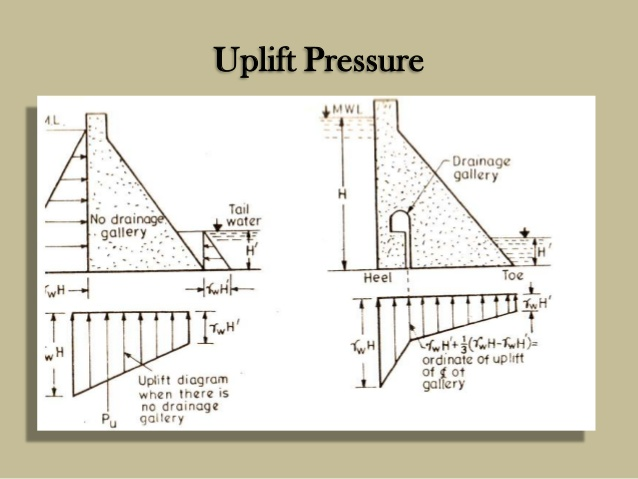 Uplift Pressure
M.L.
No drainage
gallery
Tail
water
H'
γwH
γwH'
wH
γwH'
Uplift diagram
when there is
no drainage
gallery
Pu
MWL
H
Drainage
gallery
H'
Heel
Toe
γwH'
γwH
γwH'+1/3(γwH-γwH')=
ordinate of uplift
of ₵ of
gallery